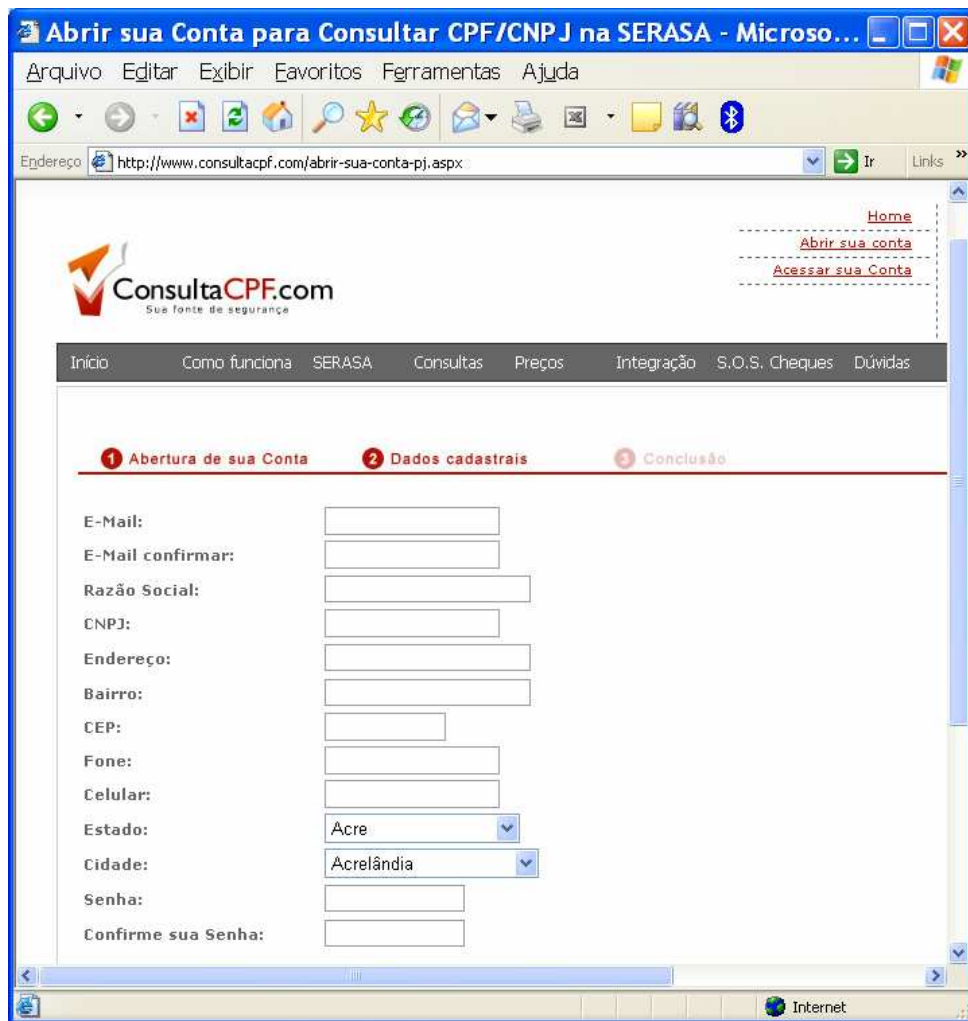 Abrir sua Conta para Consultar CPF/CNPJ na SERASA - Microso...
Arquivo Editar Exibir Favoritos Ferramentas Ajuda
Endereço http://www.consultacpf.com/abrir-sua-conta-pj.aspx Ir Links »
Home
Abrir sua conta
Acessar sua Conta
ConsultaCPF.com
Sua fonte de segurança
Início Como funciona SERASA Consultas Preços Integração S.O.S. Cheques Dúvidas
1 Abertura de sua Conta 2 Dados cadastrais 3 Conclusão
E-Mail:
E-Mail confirmar:
Razão Social:
CNPJ:
Endereço:
Bairro:
CEP:
Fone:
Celular:
Estado: Acre
Cidade: Acrelândia
Senha:
Confirme sua Senha:
Internet